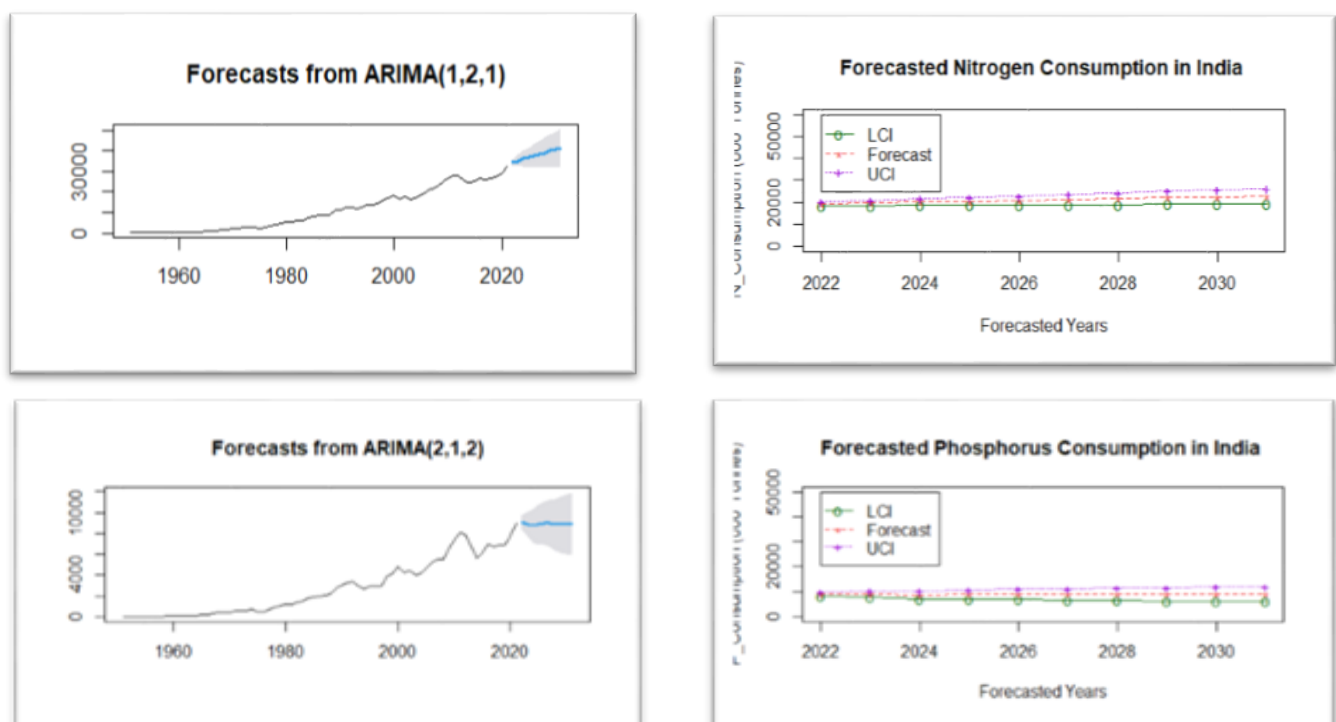 Forecasts from ARIMA(1,2,1)
30000
0
1960 1980 2000 2020
Forecasted Nitrogen Consumption in India
50000
20000
0
LCI
Forecast
UCI
2022 2024 2026 2028 2030
Forecasted Years
Forecasts from ARIMA(2,1,2)
10000
4000
0
1960 1980 2000 2020
Forecasted Phosphorus Consumption in India
50000
20000
0
LCI
Forecast
UCI
2022 2024 2026 2028 2030
Forecasted Years